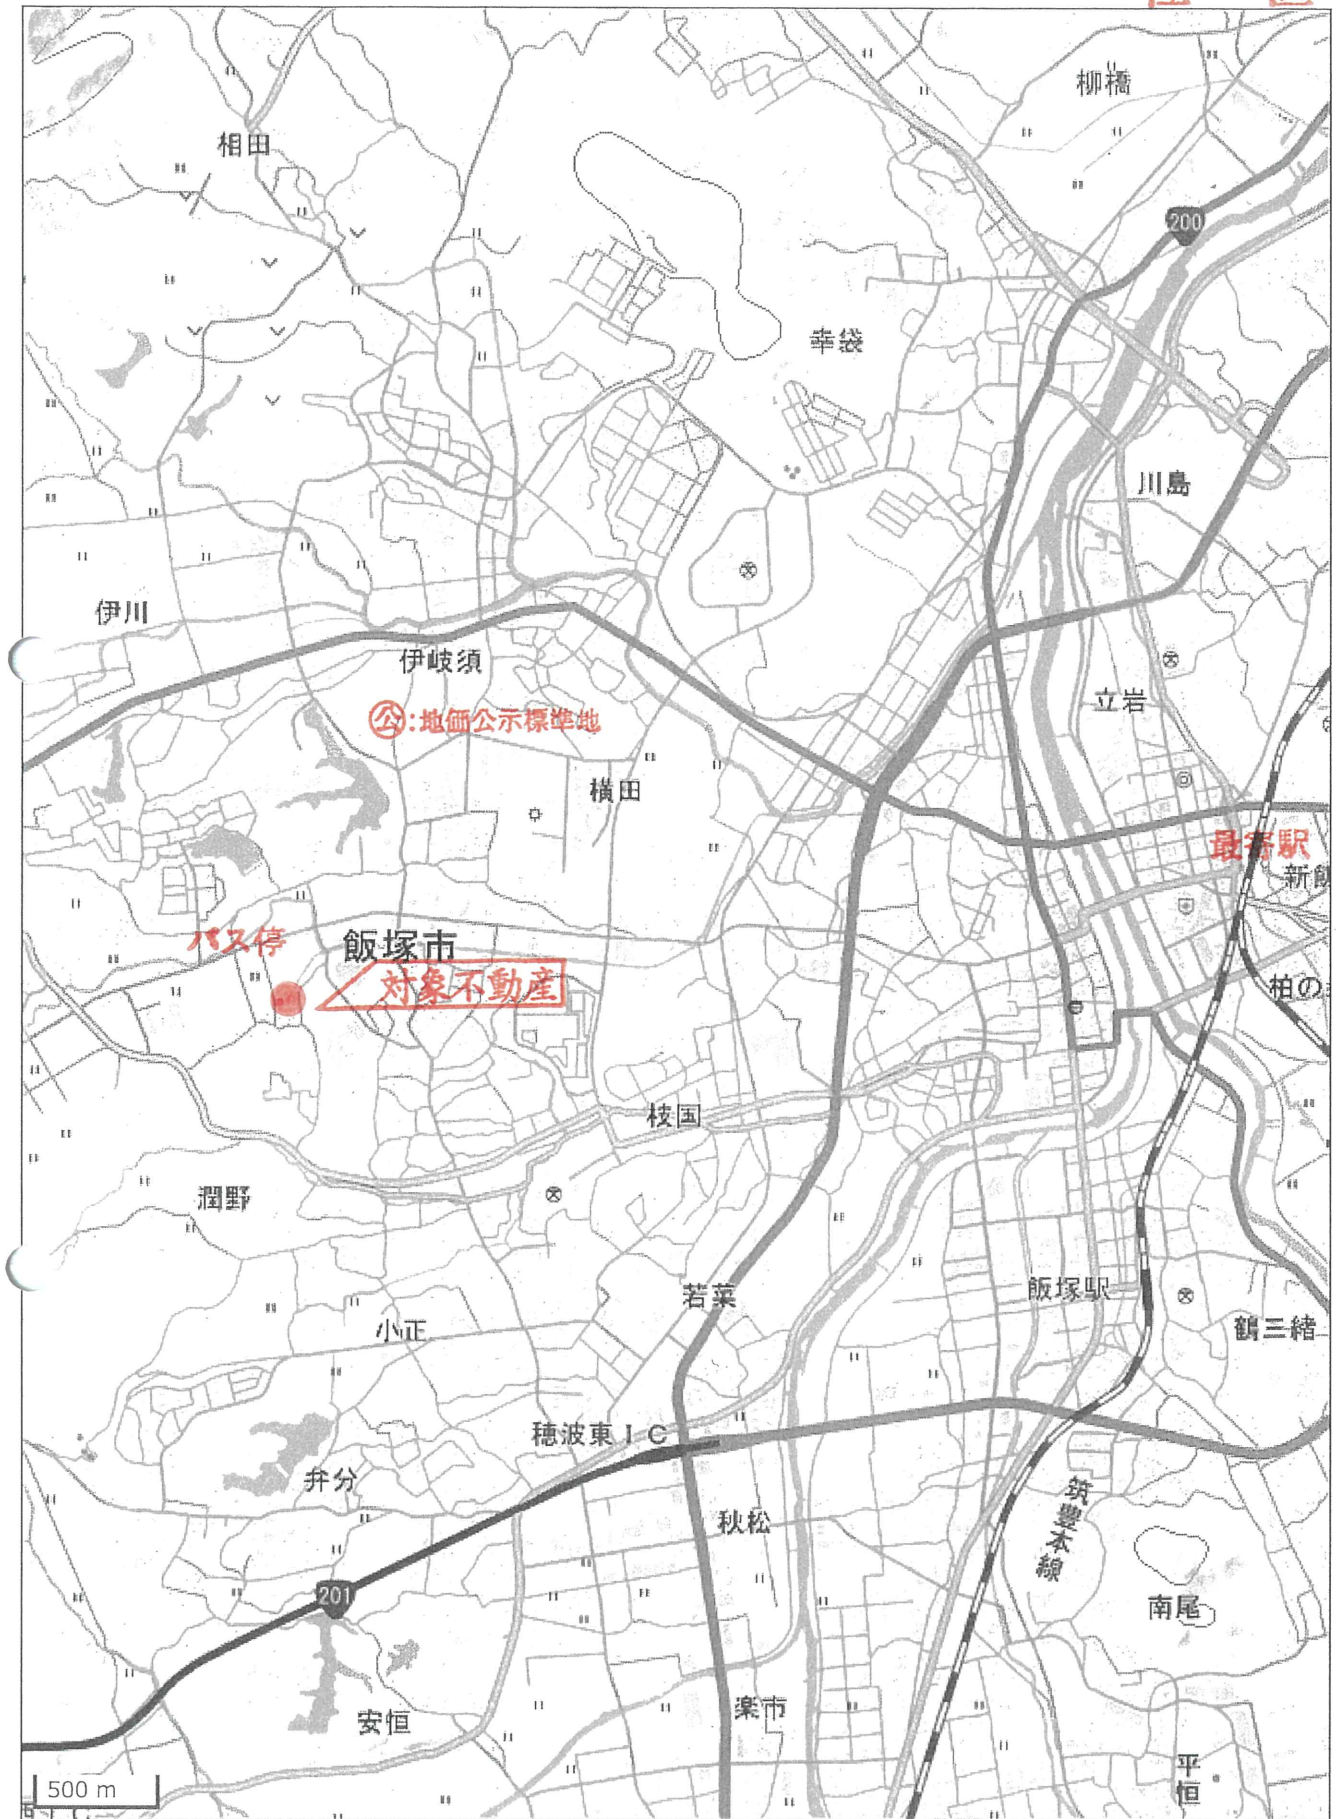 柳橋
相田
200
幸袋
川島
伊川
伊岐須
立岩
公:地価公示標準地
横田
最寄駅
新飯
バス停
飯塚市
対象不動産
柏の
枝国
潤野
若菜
飯塚駅
小正
鶴三緒
穂波東IC
弁分
秋松
筑豊本線
201
南尾
安恒
楽市
平恒
500 m